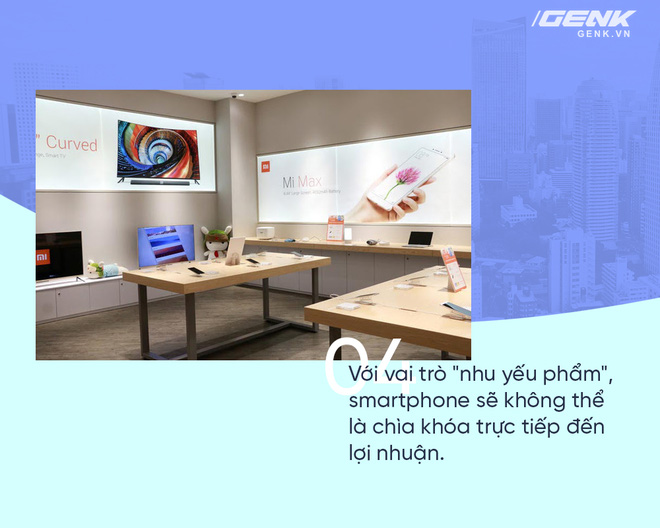 GENK
GENK.VN
" Curved
Mi Max
04
Với vai trò "nhu yếu phẩm",
smartphone sẽ không thể
là chìa khóa trực tiếp đến
lợi nhuận.